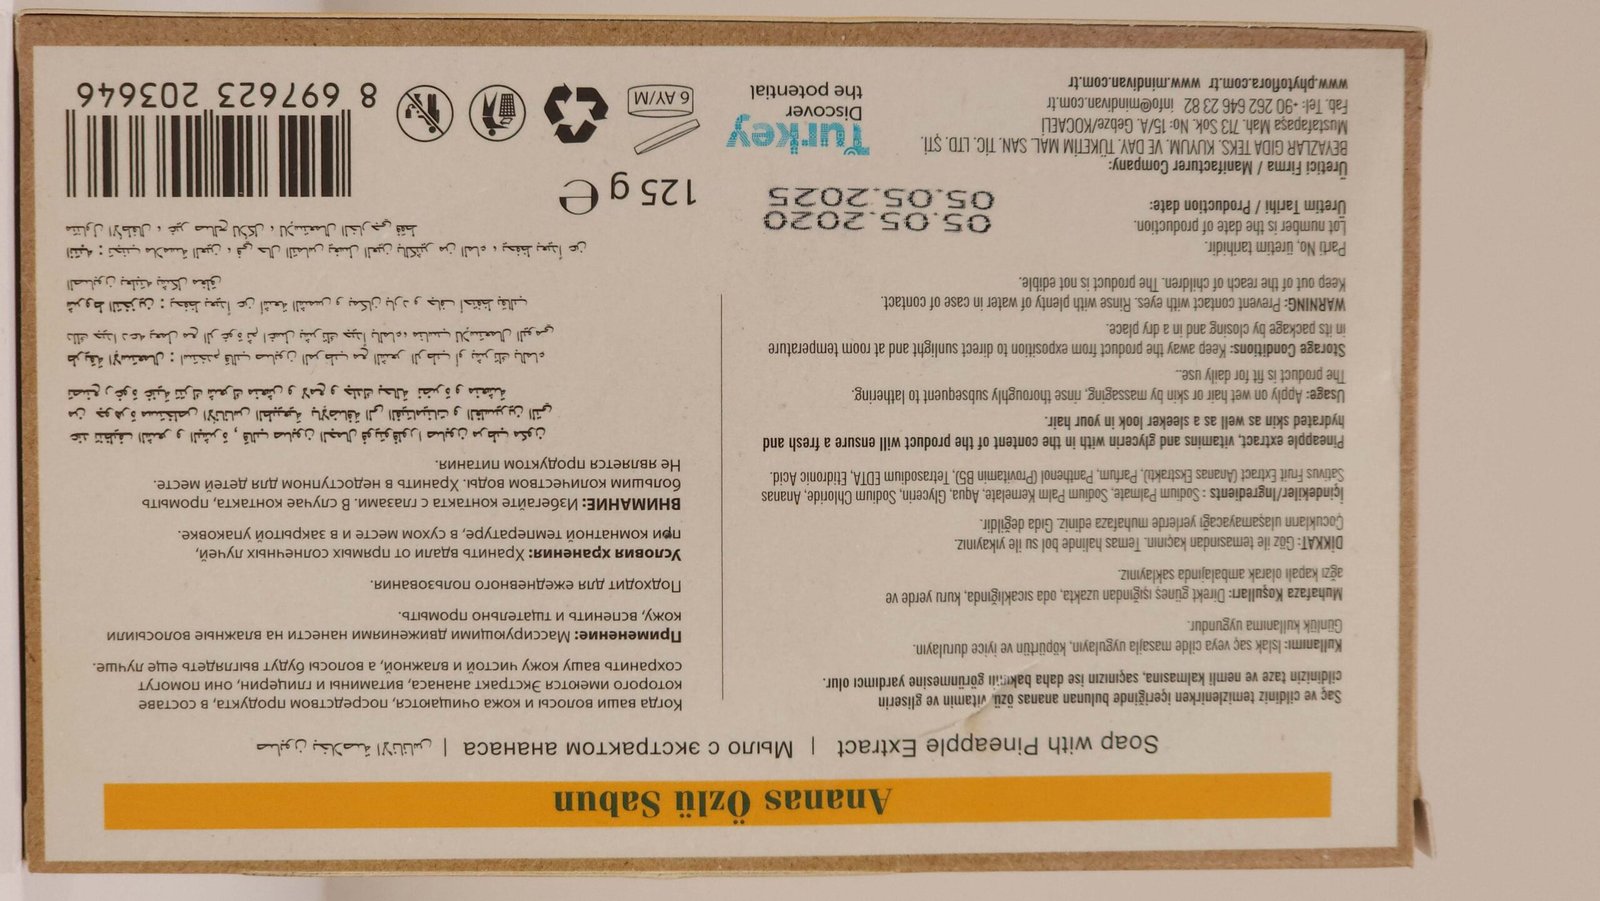 Ananas Özlü Sabun
Soap with Pineapple Extract | Мыло с экстрактом ананаса | صابون بخلاصة الاناناس
Saç ve cildiniz temizlenirken içeriğinde bulunan ananas özü, vitamin ve gliserin
cildinizin taze ve nemli kalmasına, saçınızın ise daha bakımlı görünmesine yardımcı olur.
Kullanımı: Islak saç veya cilde masajla uygulayın, köpürtün ve iyice durulayın.
Günlük kullanıma uygundur.
Muhafaza Koşulları: Direkt güneş ışığından uzakta, oda sıcaklığında, kuru yerde ve
ağzı kapalı olarak ambalajında saklayınız.
DİKKAT: Göz ile temasından kaçının. Temas halinde bol su ile yıkayınız.
Çocukların ulaşamayacağı yerlerde muhafaza ediniz. Gıda değildir.
İçindekiler/Ingredients : Sodium Palmate, Sodium Palm Kernelate, Aqua, Glycerin, Sodium Chloride, Ananas
Sativus Fruit Extract (Ananas Ekstraktı), Parfum, Panthenol (Provitamin B5), Tetrasodium EDTA, Etidronic Acid.
Pineapple extract, vitamins and glycerin with in the content of the product will ensure a fresh and
hydrated skin as well as a sleeker look in your hair.
Usage: Apply on wet hair or skin by massaging, rinse thoroughly subsequent to lathering.
The product is fit for daily use..
Storage Conditions: Keep away the product from exposition to direct sunlight and at room temperature
in its package by closing and in a dry place.
WARNING: Prevent contact with eyes. Rinse with plenty of water in case of contact.
Keep out of the reach of children. The product is not edible.
Parti No, üretim tarihidir.
Lot number is the date of production.
Üretim Tarihi / Production date:
05.05.2020
05.05.2025
Üretici Firma / Manifacturer Company:
BEYAZLAR GIDA TEKS. KUYUM. VE DAY. TÜKETİM MAL. SAN. TİC. LTD. ŞTİ.
Mustafapaşa Mah. 713 Sok. No: 15/A. Gebze/KOCAELİ
Fab. Tel: +90 262 646 23 82 info@mindivan.com.tr
www.phytoflora.com.tr www.mindivan.com.tr
Когда ваши волосы и кожа очищаются, посредством продукта, в составе
которого имеются Экстракт ананаса, витамины и глицерин, они помогут
сохранить вашу кожу чистой и влажной, а волосы будут выглядеть еще лучше.
Применение: Массирующими движениями нанести на влажные волосыили
кожу, вспенить и тщательно промыть.
Подходит для ежедневного пользования.
Условия хранения: Хранить вдали от прямых солнечных лучей,
при комнатной температуре, в сухом месте и в закрытой упаковке.
ВНИМАНИЕ: Избегайте контакта с глазами. В случае контакта, промыть
большим количеством воды. Хранить в недоступном для детей месте.
Не является продуктом питания.
125 g ℮
Turkey
Discover
the potential
6 AY/M
8 697623 203646